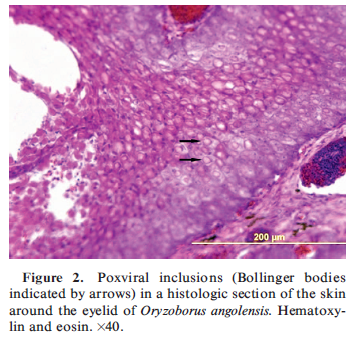 200 µm
Figure 2. Poxviral inclusions (Bollinger bodies
indicated by arrows) in a histologic section of the skin
around the eyelid of Oryzoborus angolensis. Hematoxy-
lin and eosin. ×40.